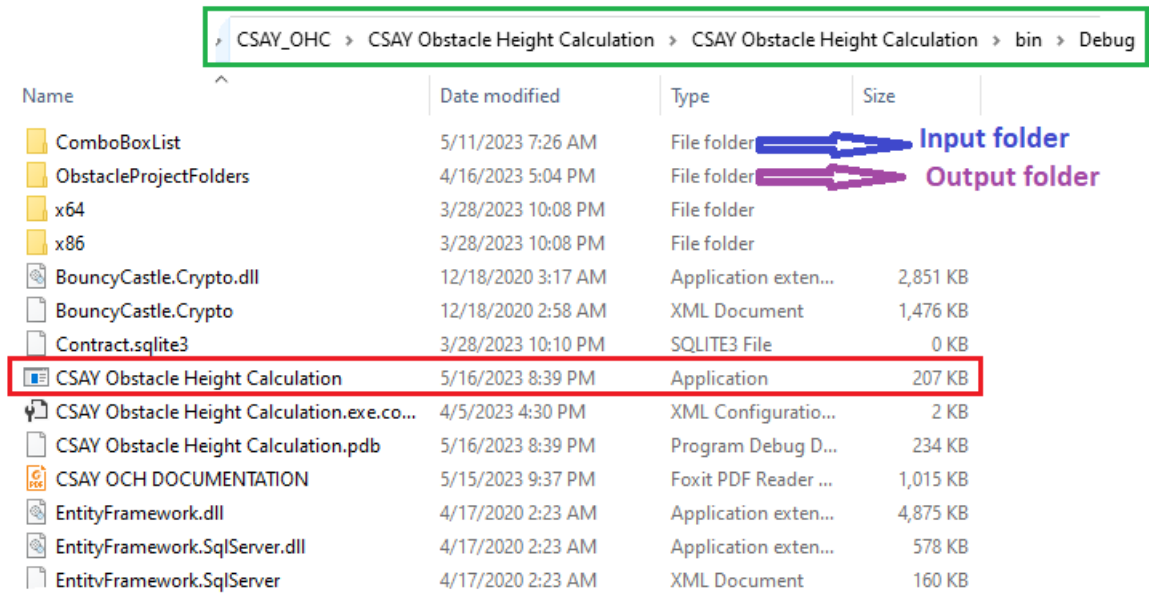 CSAY_OHC > CSAY Obstacle Height Calculation > CSAY Obstacle Height Calculation > bin > Debug
Name Date modified Type Size
ComboBoxList 5/11/2023 7:26 AM File folder Input folder
ObstacleProjectFolders 4/16/2023 5:04 PM File folder Output folder
x64 3/28/2023 10:08 PM File folder
x86 3/28/2023 10:08 PM File folder
BouncyCastle.Crypto.dll 12/18/2020 3:17 AM Application exten... 2,851 KB
BouncyCastle.Crypto 12/18/2020 2:58 AM XML Document 1,476 KB
Contract.sqlite3 3/28/2023 10:10 PM SQLITE3 File 0 KB
CSAY Obstacle Height Calculation 5/16/2023 8:39 PM Application 207 KB
CSAY Obstacle Height Calculation.exe.co... 4/5/2023 4:30 PM XML Configuratio... 2 KB
CSAY Obstacle Height Calculation.pdb 5/16/2023 8:39 PM Program Debug D... 234 KB
CSAY OCH DOCUMENTATION 5/15/2023 9:37 PM Foxit PDF Reader ... 1,015 KB
EntityFramework.dll 4/17/2020 2:23 AM Application exten... 4,875 KB
EntityFramework.SqlServer.dll 4/17/2020 2:23 AM Application exten... 578 KB
EntityFramework.SqlServer 4/17/2020 2:23 AM XML Document 160 KB